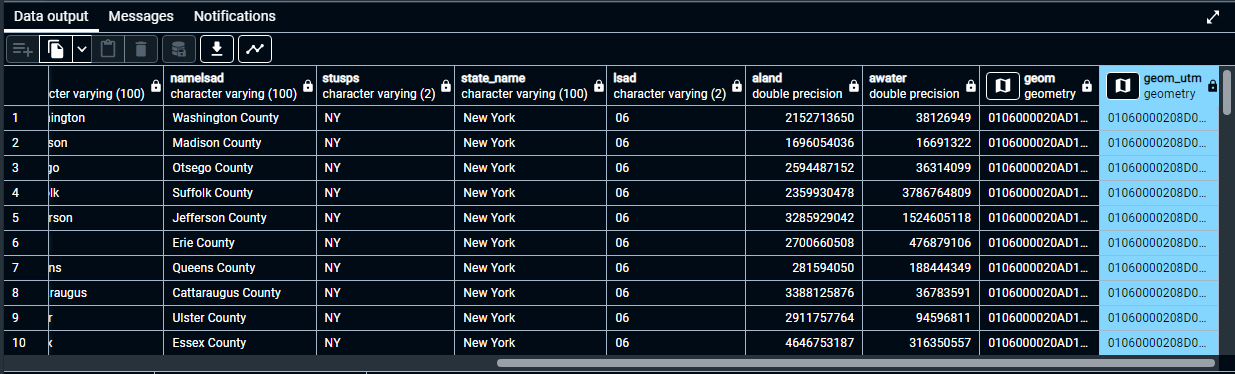 Data output Messages Notifications
namelsad stusps state_name lsad aland awater geom geom_utm
cter varying (100) character varying (100) character varying (2) character varying (100) character varying (2) double precision double precision geometry geometry
1 ington Washington County NY New York 06 2152713650 38126949 0106000020AD1... 01060000208D0...
2 son Madison County NY New York 06 1696054036 16691322 0106000020AD1... 01060000208D0...
3 go Otsego County NY New York 06 2594487152 36314099 0106000020AD1... 01060000208D0...
4 lk Suffolk County NY New York 06 2359930478 3786764809 0106000020AD1... 01060000208D0...
5 erson Jefferson County NY New York 06 3285929042 1524605118 0106000020AD1... 01060000208D0...
6 Erie County NY New York 06 2700660508 476879106 0106000020AD1... 01060000208D0...
7 ns Queens County NY New York 06 281594050 188444349 0106000020AD1... 01060000208D0...
8 raugus Cattaraugus County NY New York 06 3388125876 36783591 0106000020AD1... 01060000208D0...
9 r Ulster County NY New York 06 2911757764 94596811 0106000020AD1... 01060000208D0...
10 x Essex County NY New York 06 4646753187 316350557 0106000020AD1... 01060000208D0...